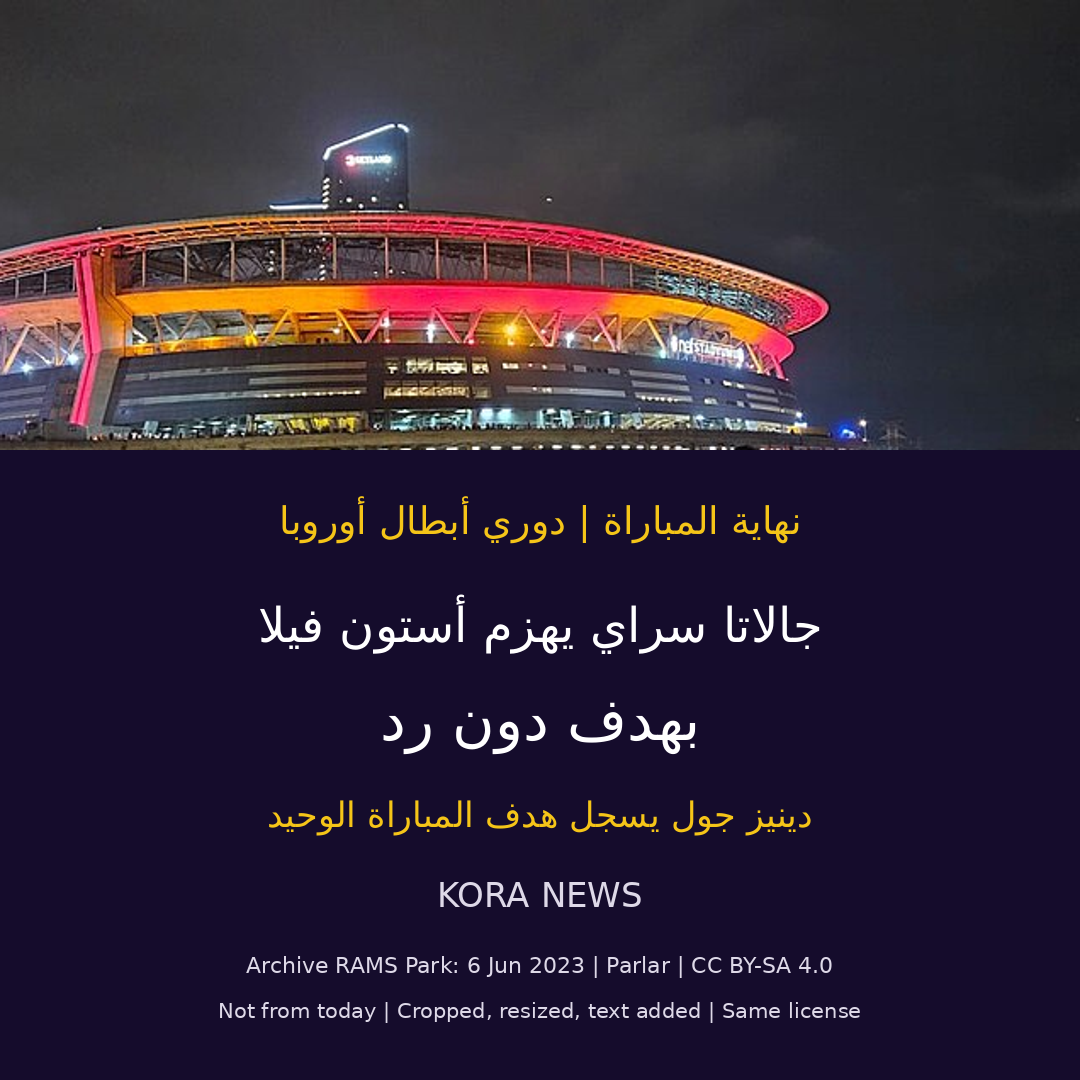 SKYLAND
نهاية المباراة | دوري أبطال أوروبا
جالاتا سراي يهزم أستون فيلا
بهدف دون رد
دينيز جول يسجل هدف المباراة الوحيد
KORA NEWS
Archive RAMS Park: 6 Jun 2023 | Parlar | CC BY-SA 4.0
Not from today | Cropped, resized, text added | Same license